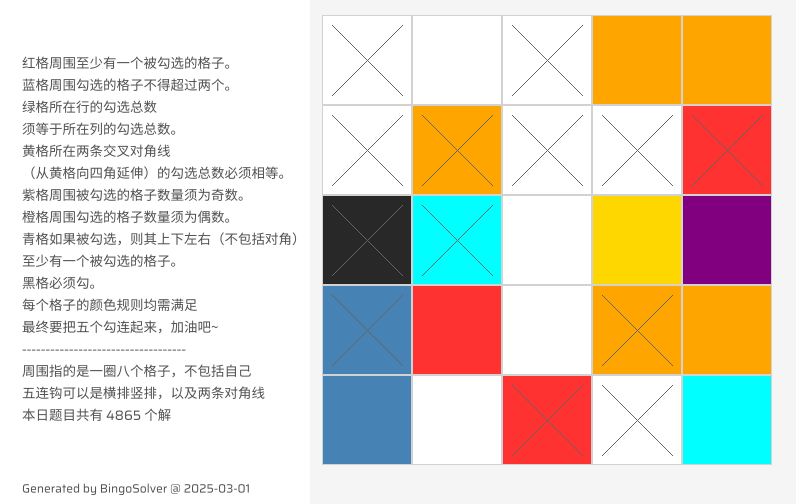 红格周围至少有一个被勾选的格子。
蓝格周围勾选的格子不得超过两个。
绿格所在行的勾选总数
须等于所在列的勾选总数。
黄格所在两条交叉对角线
（从黄格向四角延伸）的勾选总数必须相等。
紫格周围被勾选的格子数量须为奇数。
橙格周围勾选的格子数量须为偶数。
青格如果被勾选，则其上下左右（不包括对角）
至少有一个被勾选的格子。
黑格必须勾。
每个格子的颜色规则均需满足
最终要把五个勾连起来，加油吧~
----------------------------------
周围指的是一圈八个格子，不包括自己
五连钩可以是横排竖排，以及两条对角线
本日题目共有 4865 个解
Generated by BingoSolver @ 2025-03-01